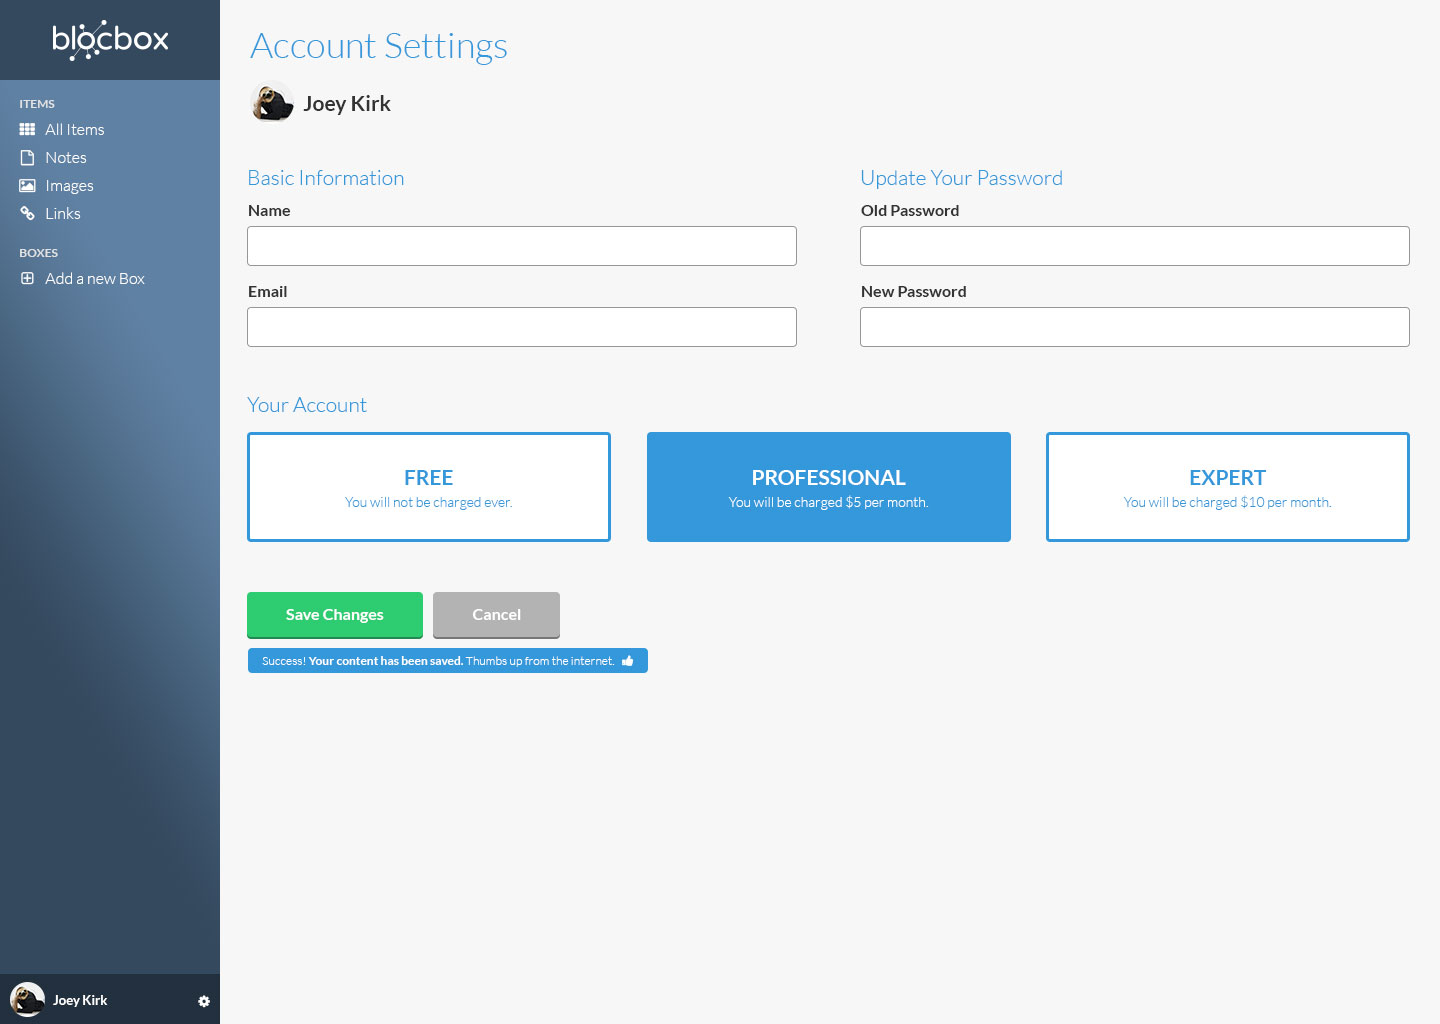 blocbox
ITEMS
All Items
Notes
Images
Links
BOXES
Add a new Box
Joey Kirk
Account Settings
Joey Kirk
Basic Information
Name
Email
Update Your Password
Old Password
New Password
Your Account
FREE
You will not be charged ever.
PROFESSIONAL
You will be charged $5 per month.
EXPERT
You will be charged $10 per month.
Save Changes
Cancel
Success! Your content has been saved. Thumbs up from the internet.